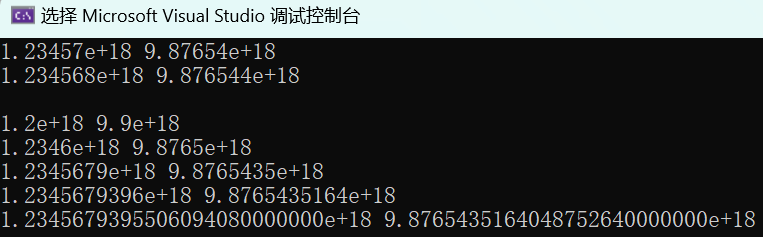 选择 Microsoft Visual Studio 调试控制台
1.23457e+18 9.87654e+18
1.234568e+18 9.876544e+18
1.2e+18 9.9e+18
1.2346e+18 9.8765e+18
1.2345679e+18 9.8765435e+18
1.2345679396e+18 9.8765435164e+18
1.2345679395506094080000000e+18 9.8765435164048752640000000e+18